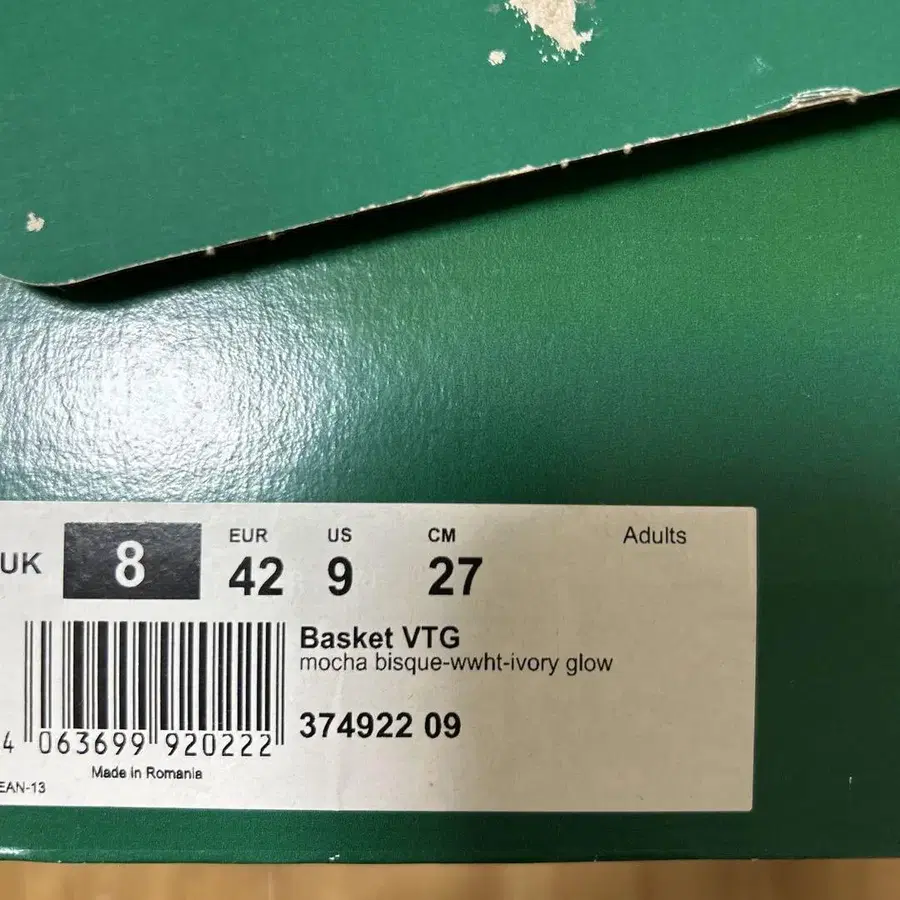 UK 8 EUR 42 US 9 CM 27 Adults
Basket VTG
mocha bisque-wwht-ivory glow
374922 09
4 063699 920222
Made in Romania
EAN-13